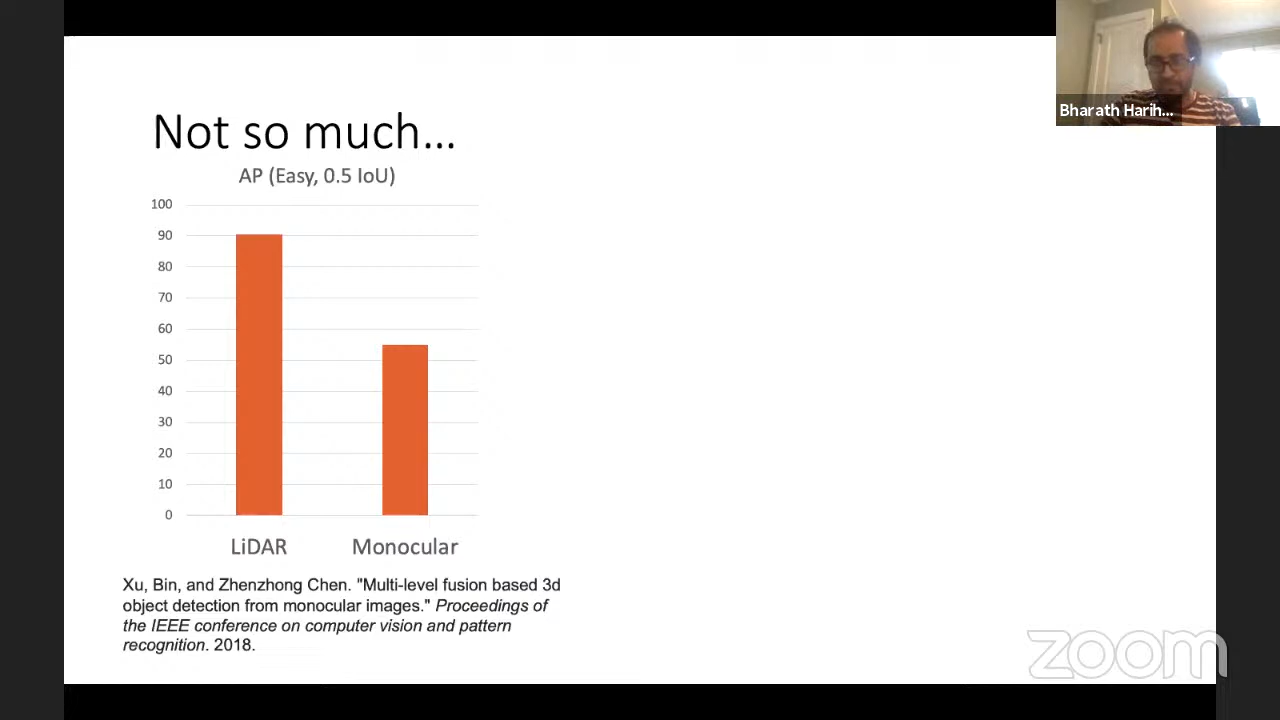 Bharath Harih...
Not so much...
AP (Easy, 0.5 IoU)
100
90
80
70
60
50
40
30
20
10
0
LiDAR Monocular
Xu, Bin, and Zhenzhong Chen. "Multi-level fusion based 3d
object detection from monocular images." Proceedings of
the IEEE conference on computer vision and pattern
recognition. 2018.
zoom